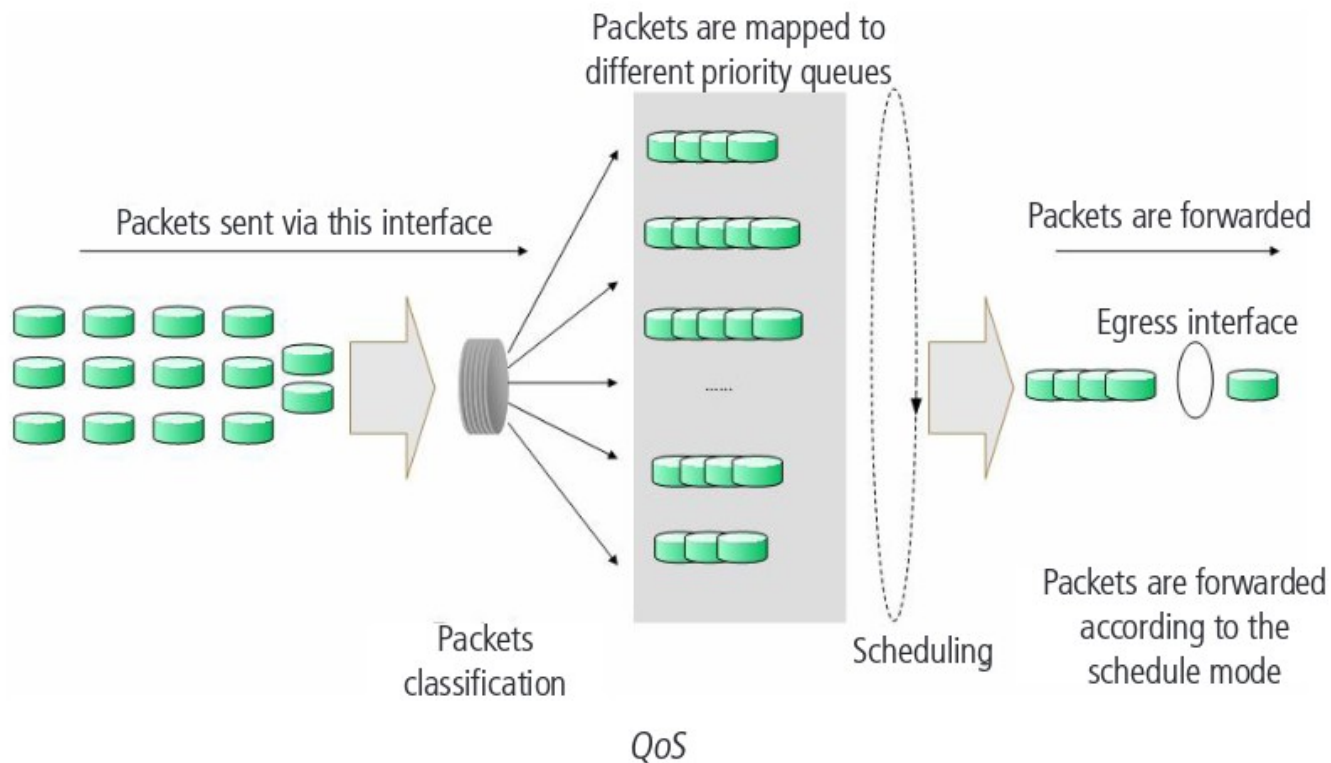 Packets are mapped to
different priority queues
Packets sent via this interface
Packets are forwarded
Egress interface
......
Packets
classification
Scheduling
Packets are forwarded
according to the
schedule mode
QoS